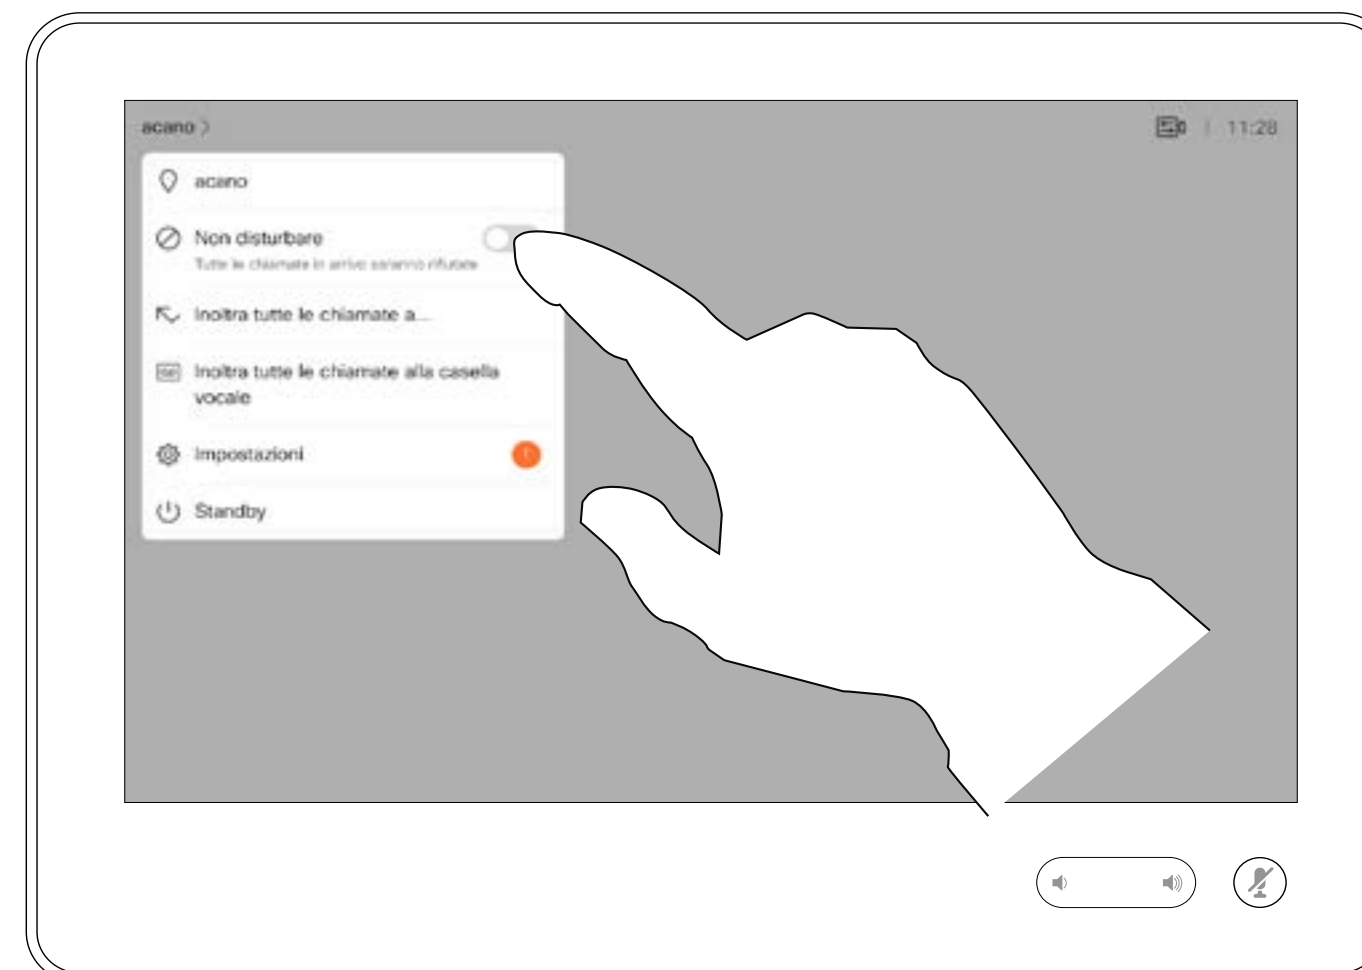 acano
11:28
acano
Non disturbare
Tutte le chiamate in arrivo saranno rifiutate
Inoltra tutte le chiamate a...
Inoltra tutte le chiamate alla casella
vocale
Impostazioni
Standby